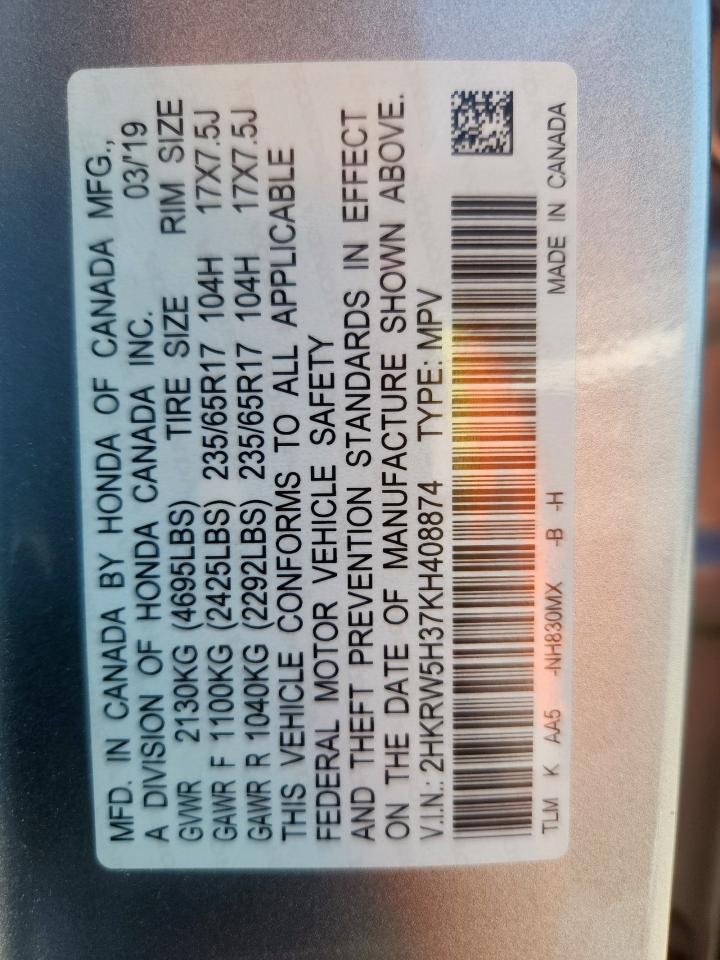 MFD. IN CANADA BY HONDA OF CANADA MFG.,
A DIVISION OF HONDA CANADA INC. 03/'19
GVWR 2130KG (4695LBS) TIRE SIZE RIM SIZE
GAWR F 1100KG (2425LBS) 235/65R17 104H 17X7.5J
GAWR R 1040KG (2292LBS) 235/65R17 104H 17X7.5J
THIS VEHICLE CONFORMS TO ALL APPLICABLE
FEDERAL MOTOR VEHICLE SAFETY
AND THEFT PREVENTION STANDARDS IN EFFECT
ON THE DATE OF MANUFACTURE SHOWN ABOVE.
V.I.N.: 2HKRW5H37KH408874 TYPE: MPV
TLM K AA5 -NH830MX -B -H MADE IN CANADA